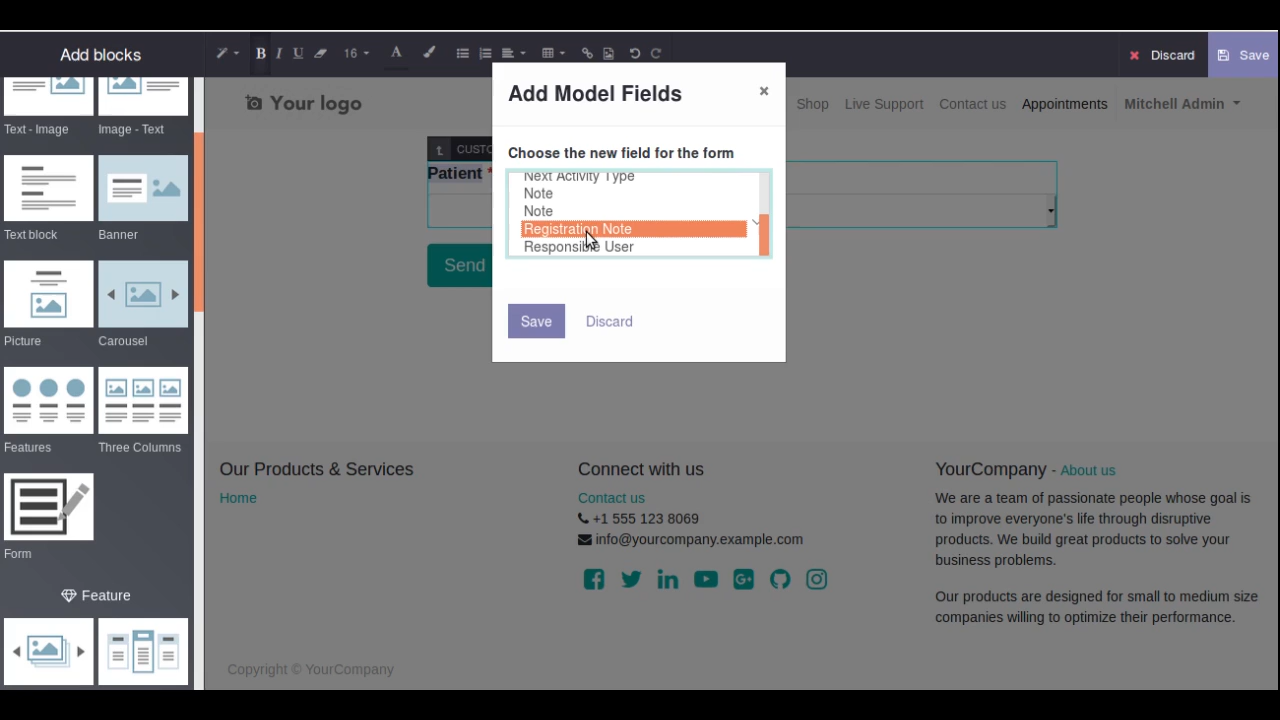 Add blocks
B I U 16 A
Discard Save
Text - Image Image - Text
Text block Banner
Picture Carousel
Features Three Columns
Form
Feature
Your logo
Shop Live Support Contact us Appointments Mitchell Admin
CUSTO
Patient *
Send
Add Model Fields
×
Choose the new field for the form
Next Activity Type
Note
Note
Registration Note
Responsible User
Save Discard
Our Products & Services
Home
Connect with us
Contact us
+1 555 123 8069
info@yourcompany.example.com
YourCompany - About us
We are a team of passionate people whose goal is
to improve everyone's life through disruptive
products. We build great products to solve your
business problems.
Our products are designed for small to medium size
companies willing to optimize their performance.
Copyright © YourCompany